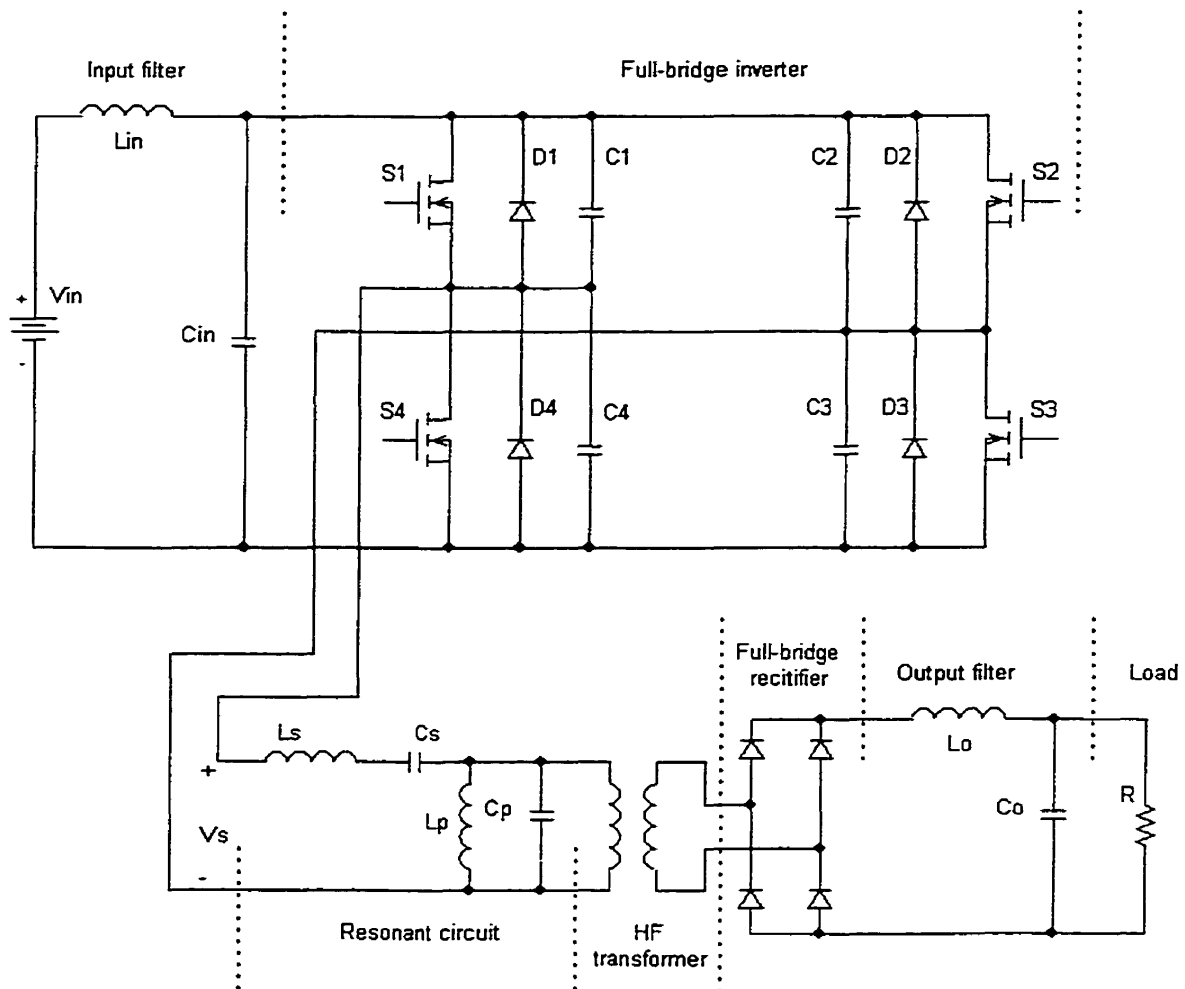 Input filter
Full-bridge inverter
Lin
S1
D1
C1
C2
D2
S2
+
Vin
-
Cin
S4
D4
C4
C3
D3
S3
Full-bridge
recitifier
Output filter
Load
Ls
Cs
Lo
+
Lp
Cp
Co
R
Vs
-
Resonant circuit
HF
transformer